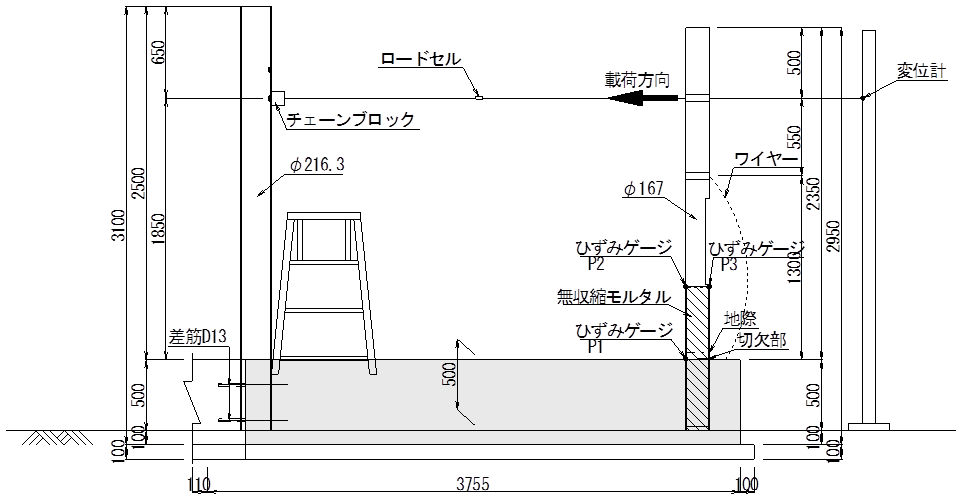 650
ロードセル
載荷方向
500
変位計
チェーンブロック
550
ワイヤー
φ216.3
2500
3100
1850
φ167
2350
2950
ひずみゲージ
P2
ひずみゲージ
P3
1300
無収縮モルタル
地際
差筋D13
ひずみゲージ
P1
切欠部
500
500
500
100
100
100
100
110
3755
100